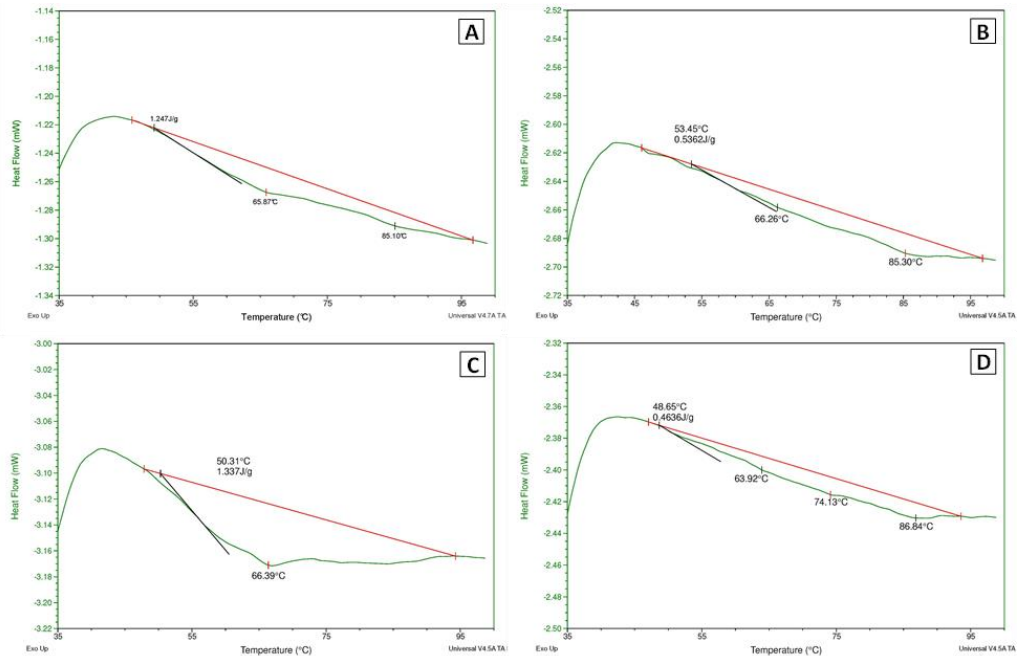 A
-1.14
-1.16
-1.18
-1.20
-1.22
-1.24
-1.26
-1.28
-1.30
-1.32
-1.34
Heat Flow (mW)
1.247J/g
65.87°C
85.10°C
35
55
75
95
Exo Up
Temperature (°C)
Universal V4.7A TA
B
-2.52
-2.54
-2.56
-2.58
-2.60
-2.62
-2.64
-2.66
-2.68
-2.70
-2.72
Heat Flow (mW)
53.45°C
0.5362J/g
66.26°C
85.30°C
35
45
55
65
75
85
95
Exo Up
Temperature (°C)
Universal V4.5A TA
C
-3.00
-3.02
-3.04
-3.06
-3.08
-3.10
-3.12
-3.14
-3.16
-3.18
-3.20
-3.22
Heat Flow (mW)
50.31°C
1.337J/g
66.39°C
35
55
75
95
Exo Up
Temperature (°C)
Universal V4.5A TA
D
-2.32
-2.34
-2.36
-2.38
-2.40
-2.42
-2.44
-2.46
-2.48
-2.50
Heat Flow (mW)
48.65°C
0.4636J/g
63.92°C
74.13°C
86.84°C
35
55
75
95
Exo Up
Temperature (°C)
Universal V4.5A TA